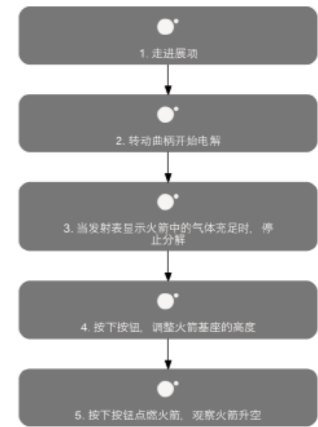 1. 走进展项
2. 转动曲柄开始电解
3. 当发射表显示火箭中的气体充足时，停
止分解
4. 按下按钮，调整火箭基座的高度
5. 按下按钮点燃火箭，观察火箭升空